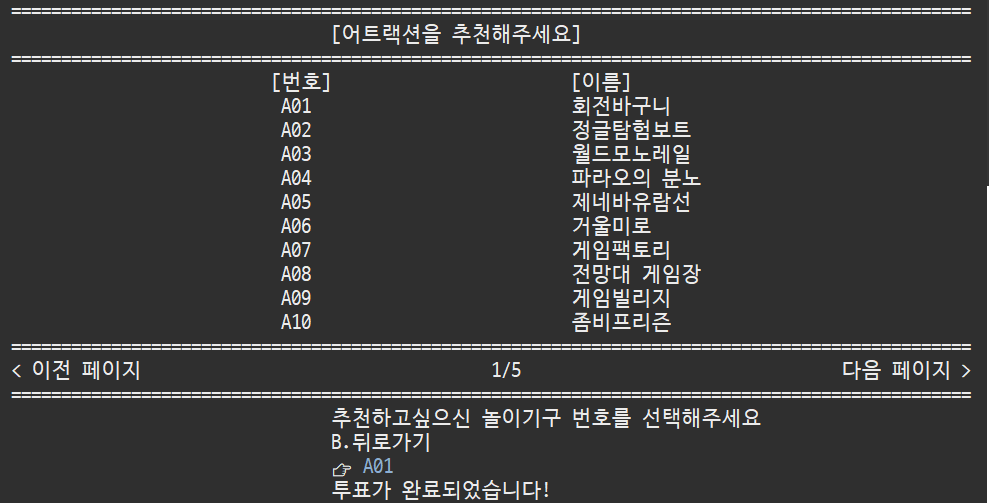 ================================================================================================
[어트랙션을 추천해주세요]
================================================================================================
[번호] [이름]
A01 회전바구니
A02 정글탐험보트
A03 월드모노레일
A04 파라오의 분노
A05 제네바유람선
A06 거울미로
A07 게임팩토리
A08 전망대 게임장
A09 게임빌리지
A10 좀비프리즌
================================================================================================
< 이전 페이지 1/5 다음 페이지 >
================================================================================================
추천하고싶으신 놀이기구 번호를 선택해주세요
B.뒤로가기
👉 A01
투표가 완료되었습니다!